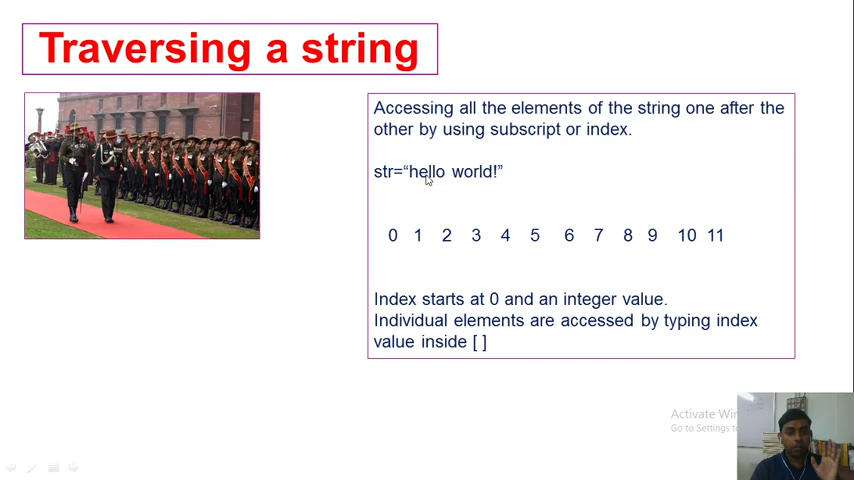 Traversing a string
Accessing all the elements of the string one after the
other by using subscript or index.
str=“hello world!”
0 1 2 3 4 5 6 7 8 9 10 11
Index starts at 0 and an integer value.
Individual elements are accessed by typing index
value inside [ ]
Activate
Go to Settings